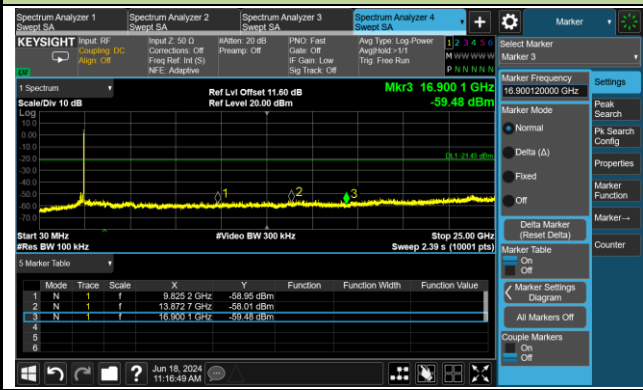 Spectrum Analyzer 1
Swept SA
Spectrum Analyzer 2
Swept SA
Spectrum Analyzer 3
Swept SA
Spectrum Analyzer 4
Swept SA
Marker
KEYSIGHT
Input: RF
Coupling: DC
Align: Off
Input Z: 50 Ω
Corrections: Off
Freq Ref: Int (S)
NFE: Adaptive
#Atten: 20 dB
Preamp: Off
PNO: Fast
Gate: Off
IF Gain: Low
Sig Track: Off
Avg Type: Log-Power
Avg|Hold:>1/1
Trig: Free Run
1 2 3 4 5 6
M W W W W W
P N N N N N
LXI
Select Marker
Marker 3
1 Spectrum
Scale/Div 10 dB
Ref Lvl Offset 11.60 dB
Ref Level 20.00 dBm
Mkr3 16.900 1 GHz
-59.48 dBm
Log
10.0
0.00
-10.0
-20.0
-30.0
-40.0
-50.0
-60.0
-70.0
DL1 -21.45 dBm
1
2
3
Start 30 MHz
#Res BW 100 kHz
#Video BW 300 kHz
Stop 25.00 GHz
Sweep 2.39 s (10001 pts)
5 Marker Table
Mode Trace Scale X Y Function Function Width Function Value
1 N 1 f 9.825 2 GHz -58.95 dBm
2 N 1 f 13.872 7 GHz -58.01 dBm
3 N 1 f 16.900 1 GHz -59.48 dBm
4
5
6
Marker Frequency
16.900120000 GHz
Marker Mode
Normal
Delta (Δ)
Fixed
Off
Delta Marker
(Reset Delta)
Marker Table
On
Off
Marker Settings
Diagram
All Markers Off
Couple Markers
On
Off
Settings
Peak
Search
Pk Search
Config
Properties
Marker
Function
Marker→
Counter
?
Jun 18, 2024
11:16:49 AM